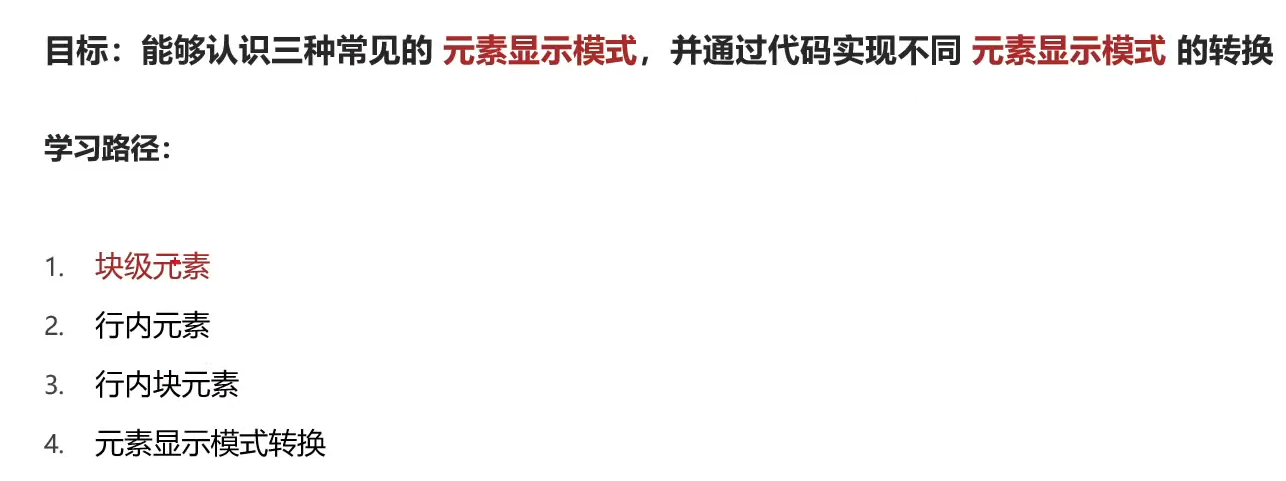 目标：能够认识三种常见的 元素显示模式，并通过代码实现不同 元素显示模式 的转换
学习路径：
1. 块级元素
2. 行内元素
3. 行内块元素
4. 元素显示模式转换